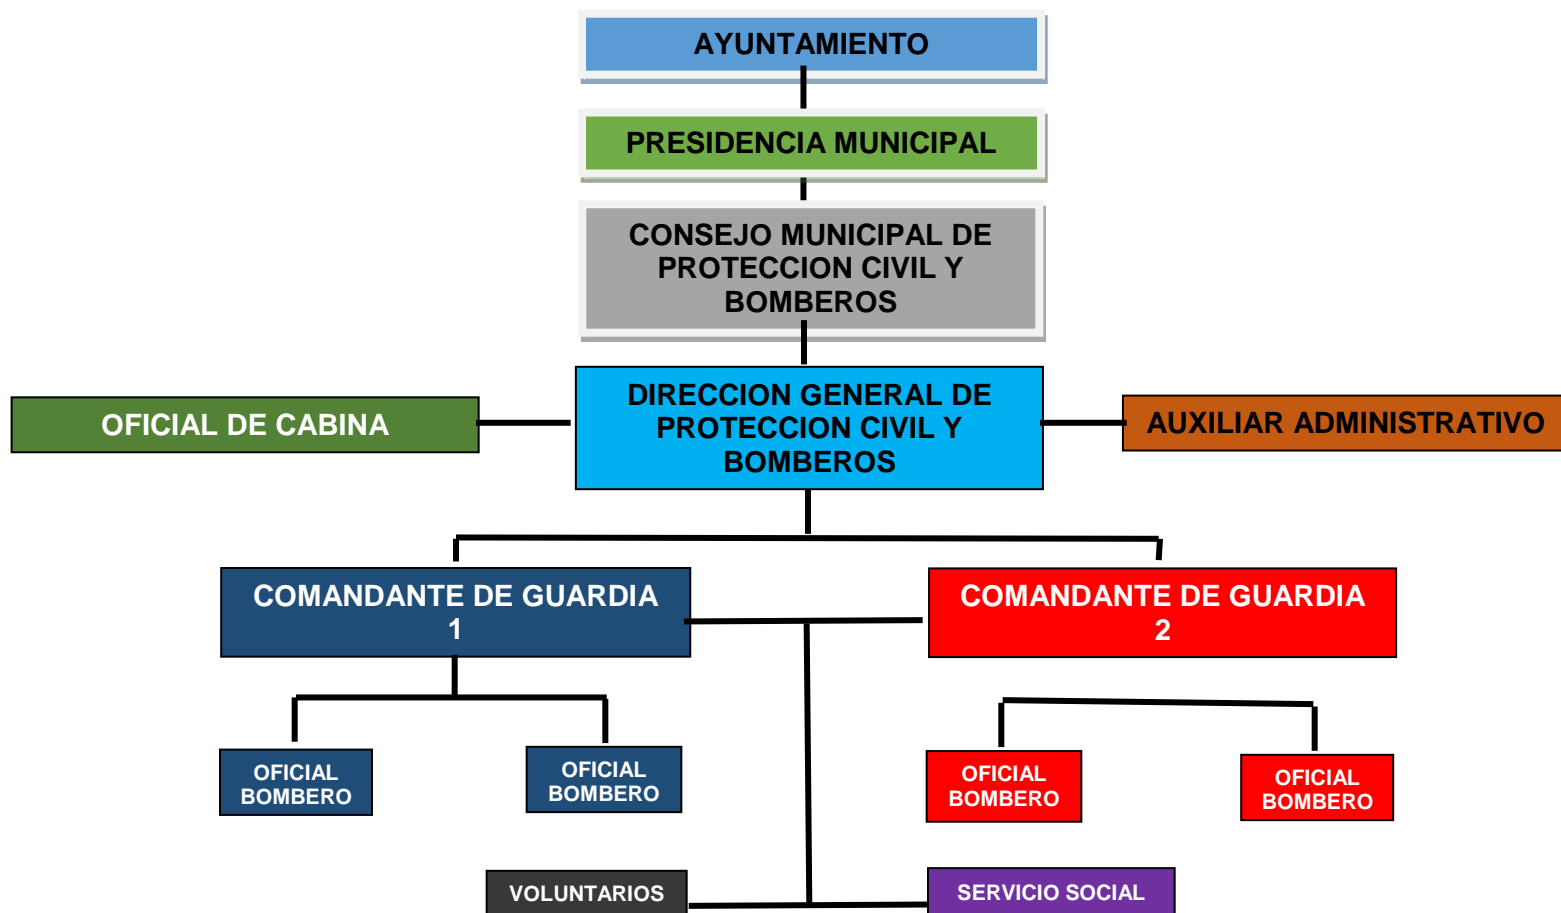 AYUNTAMIENTO
PRESIDENCIA MUNICIPAL
CONSEJO MUNICIPAL DE
PROTECCION CIVIL Y
BOMBEROS
OFICIAL DE CABINA
DIRECCION GENERAL DE
PROTECCION CIVIL Y
BOMBEROS
AUXILIAR ADMINISTRATIVO
COMANDANTE DE GUARDIA
1
COMANDANTE DE GUARDIA
2
OFICIAL
BOMBERO
OFICIAL
BOMBERO
OFICIAL
BOMBERO
OFICIAL
BOMBERO
VOLUNTARIOS
SERVICIO SOCIAL